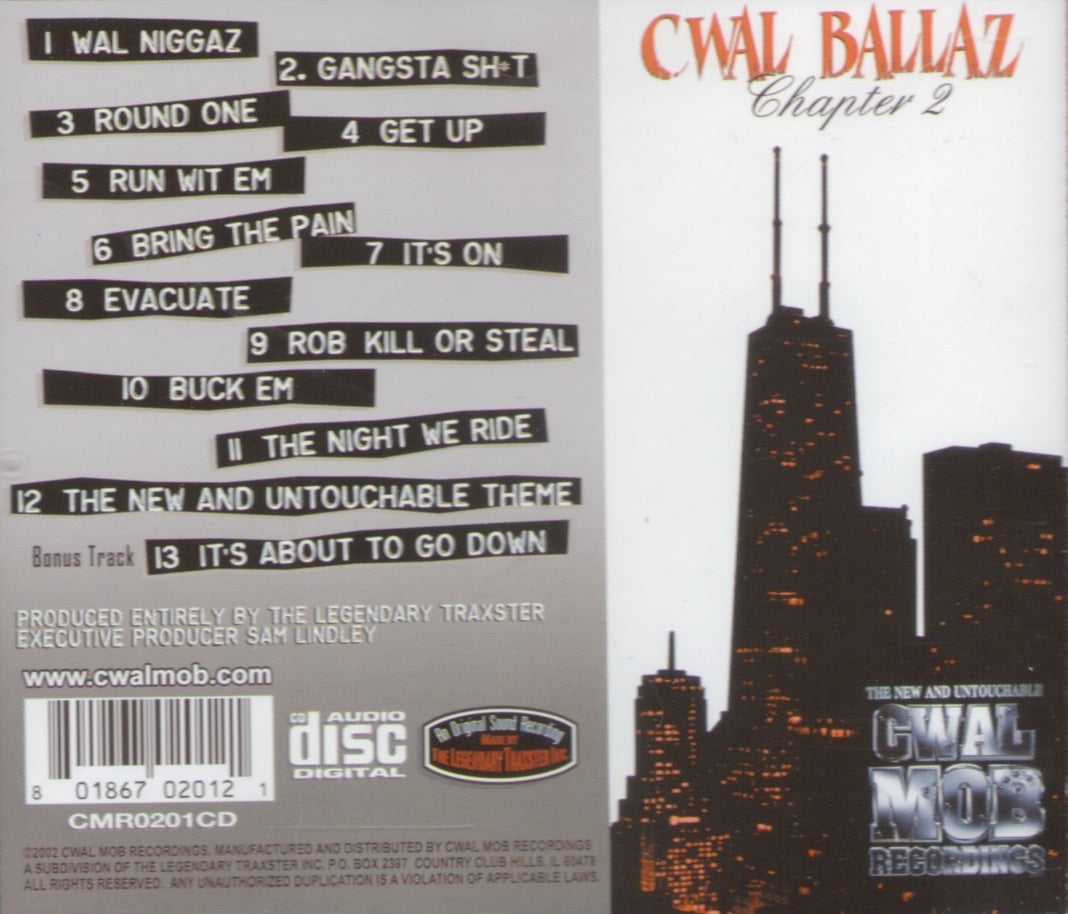 1 WAL NIGGAZ
2. GANGSTA SH*T
3 ROUND ONE
4 GET UP
5 RUN WIT EM
6 BRING THE PAIN
7 IT'S ON
8 EVACUATE
9 ROB KILL OR STEAL
10 BUCK EM
11 THE NIGHT WE RIDE
12 THE NEW AND UNTOUCHABLE THEME
Bonus Track 13 IT'S ABOUT TO GO DOWN
PRODUCED ENTIRELY BY THE LEGENDARY TRAXSTER
EXECUTIVE PRODUCER SAM LINDLEY
www.cwalmob.com
8 01867 02012 1
CMR0201CD
CD AUDIO
disc
DIGITAL
An Original Sound Recording
MADE BY
THE LEGENDARY TRAXSTER INC.
©2002 CWAL MOB RECORDINGS. MANUFACTURED AND DISTRIBUTED BY CWAL MOB RECORDINGS
A SUBDIVISION OF THE LEGENDARY TRAXSTER INC. P.O. BOX 2397 COUNTRY CLUB HILLS, IL 60478
ALL RIGHTS RESERVED. ANY UNAUTHORIZED DUPLICATION IS A VIOLATION OF APPLICABLE LAWS.
CWAL BALLAZ
Chapter 2
THE NEW AND UNTOUCHABLE
CWAL
MOB
RECORDINGS